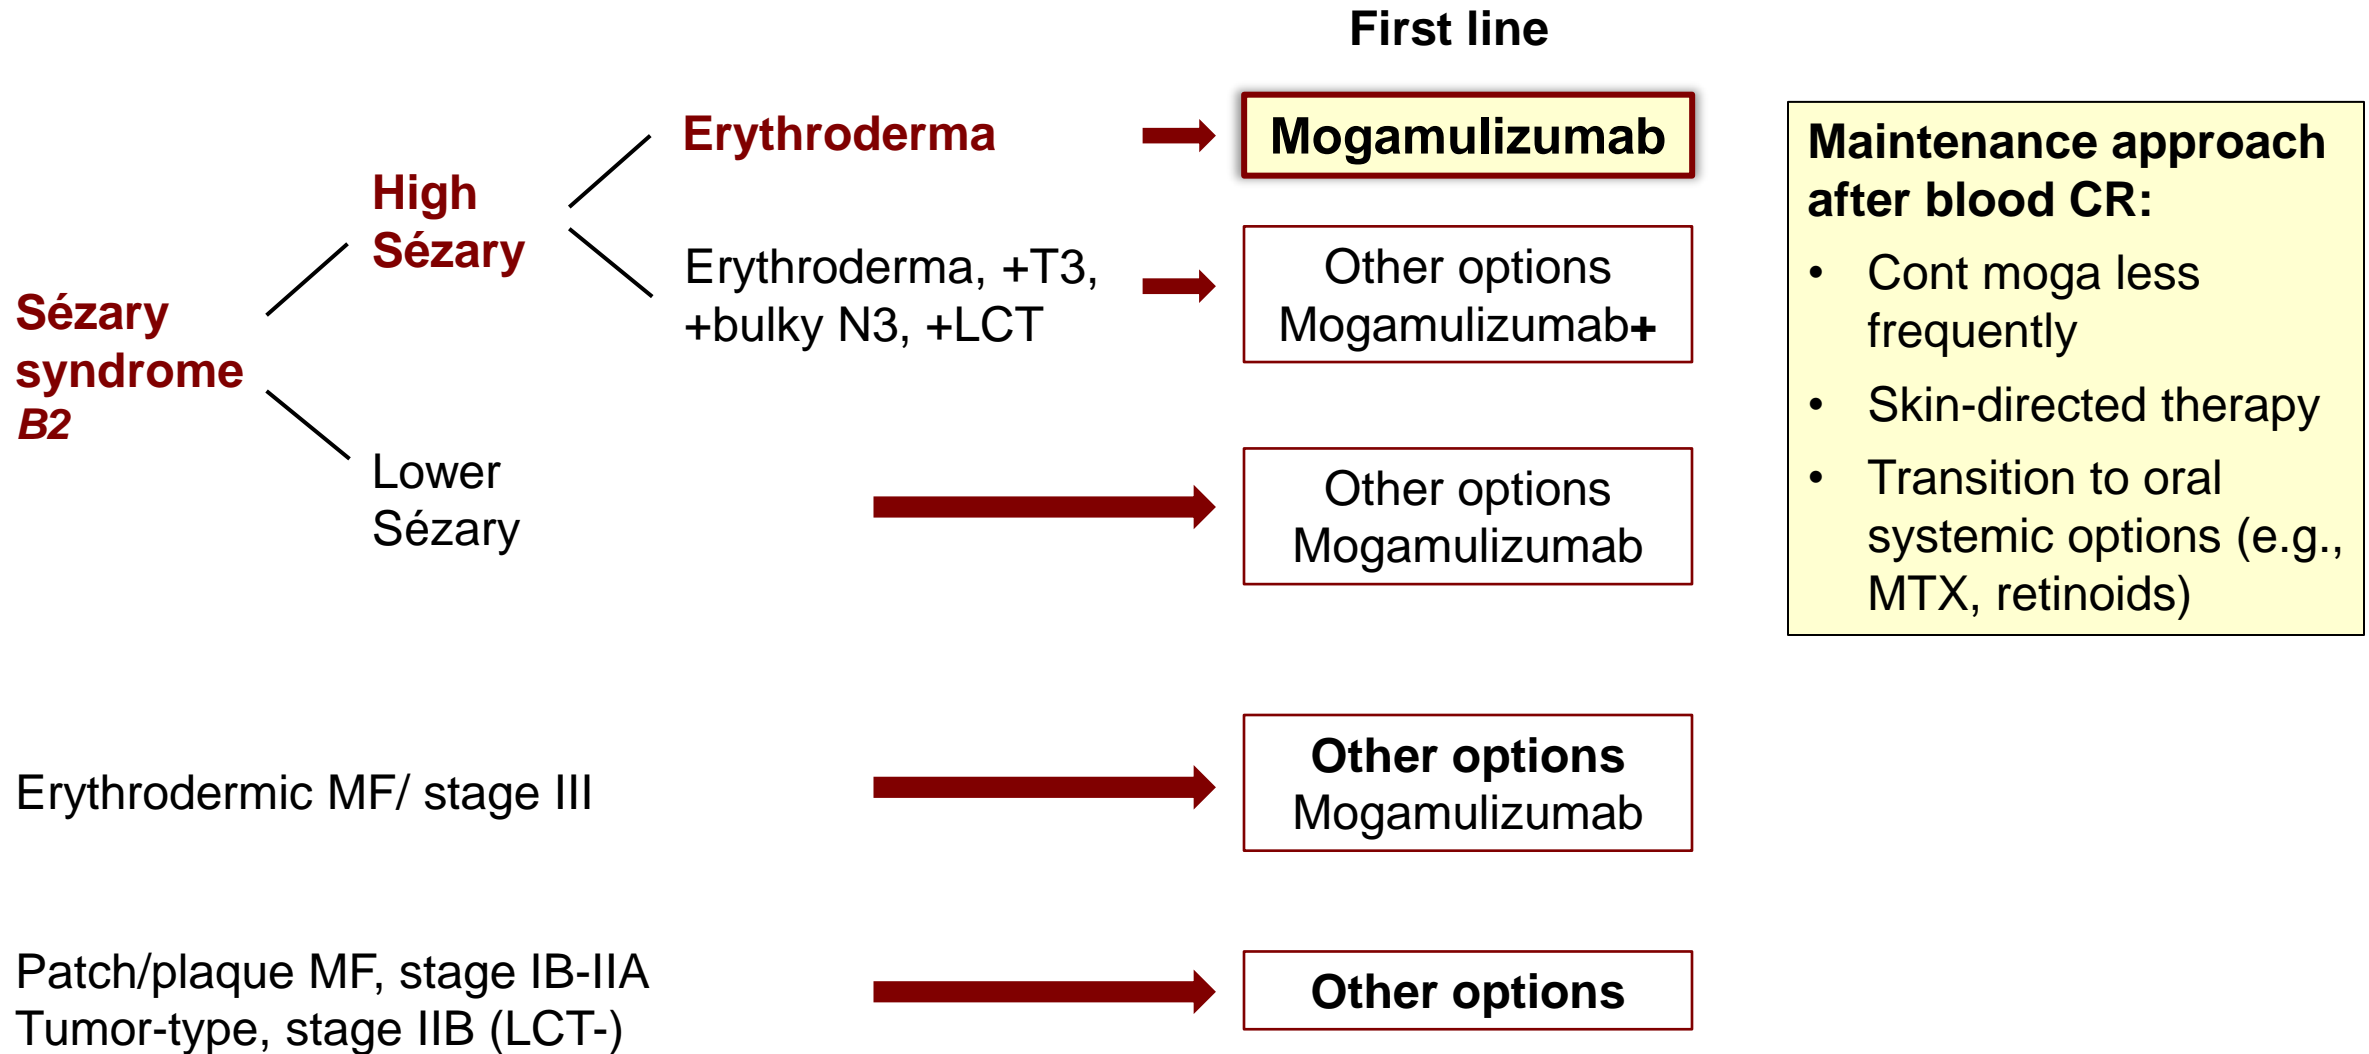 First line
Sézary
syndrome
B2
High
Sézary
Erythroderma
Mogamulizumab
Erythroderma, +T3,
+bulky N3, +LCT
Other options
Mogamulizumab+
Lower
Sézary
Other options
Mogamulizumab
Erythrodermic MF/ stage III
Other options
Mogamulizumab
Patch/plaque MF, stage IB-IIA
Tumor-type, stage IIB (LCT-)
Other options
Maintenance approach
after blood CR:
• Cont moga less
frequently
• Skin-directed therapy
• Transition to oral
systemic options (e.g.,
MTX, retinoids)